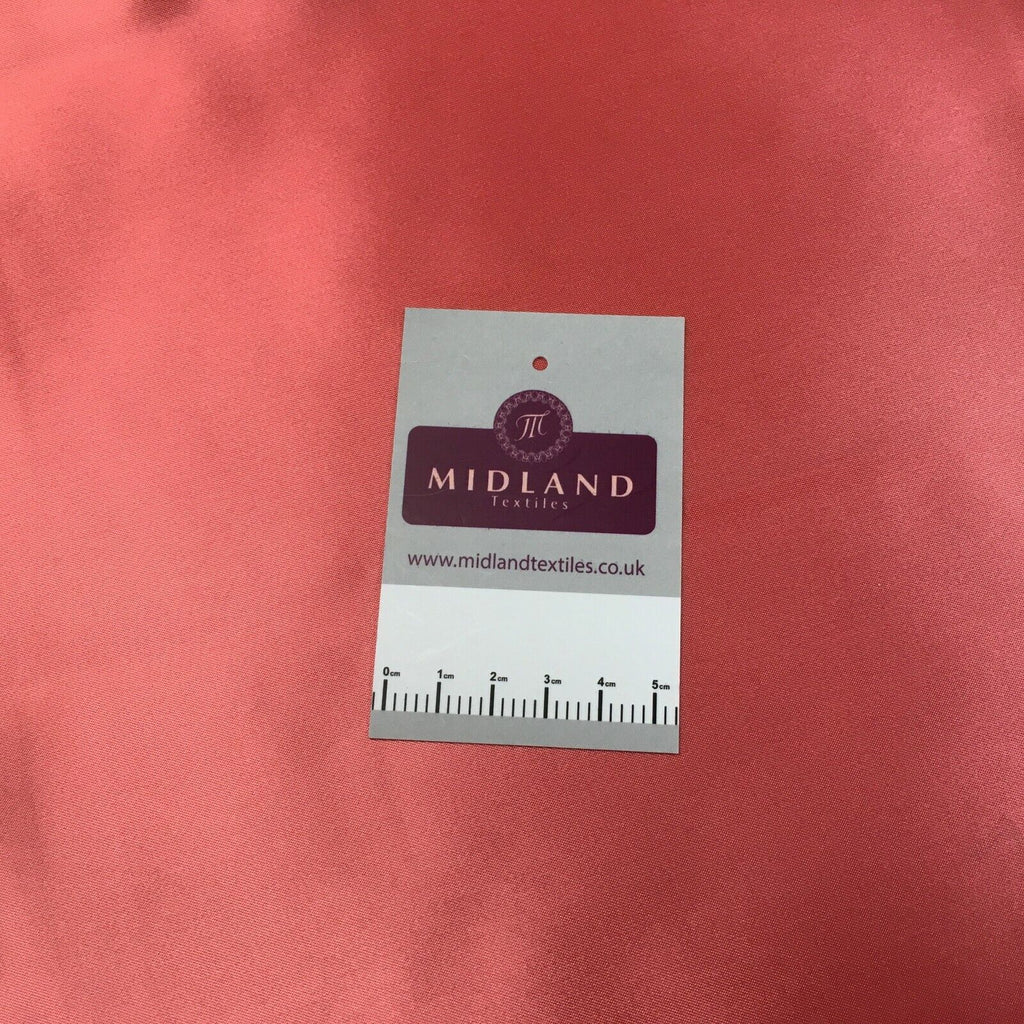 M
MIDLAND
Textiles
www.midlandtextiles.co.uk
0cm 1cm 2cm 3cm 4cm 5cm